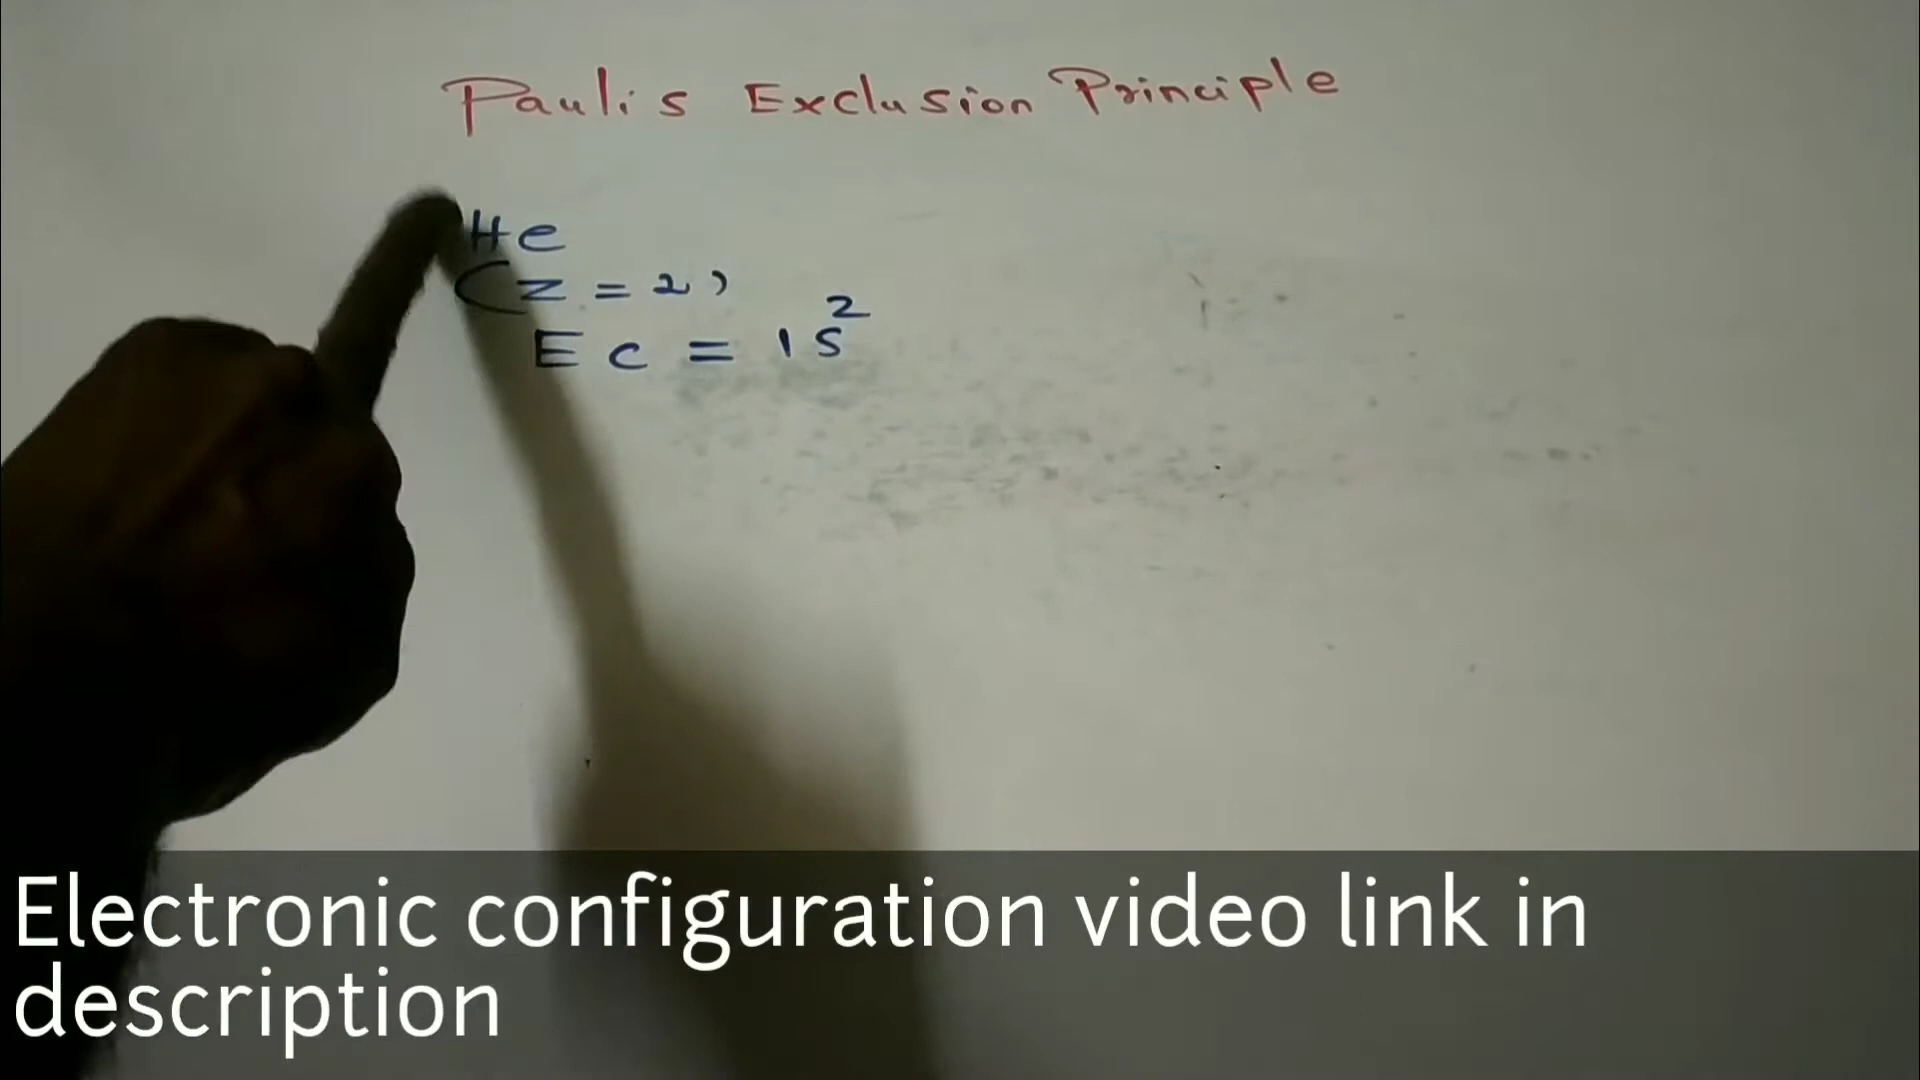 Pauli's Exclusion Principle
He
(Z = 2,
EC = 1s²
Electronic configuration video link in
description